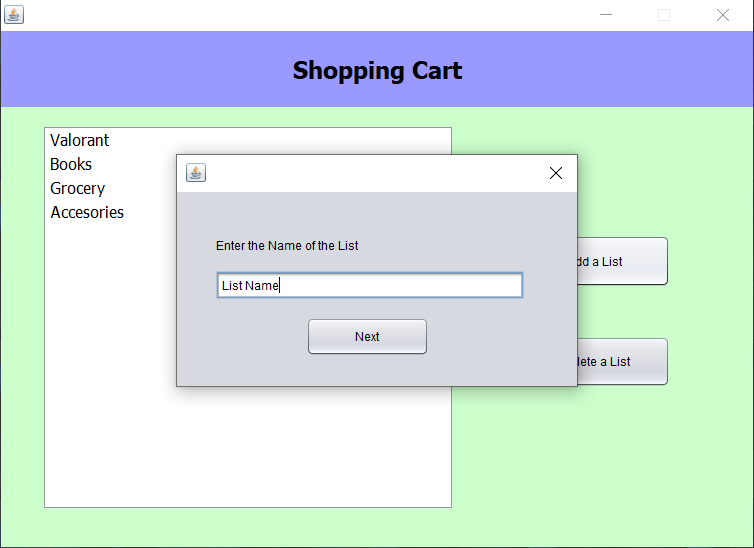 Shopping Cart
Valorant
Books
Grocery
Accesories
Enter the Name of the List
List Name
Next
dd a List
lete a List